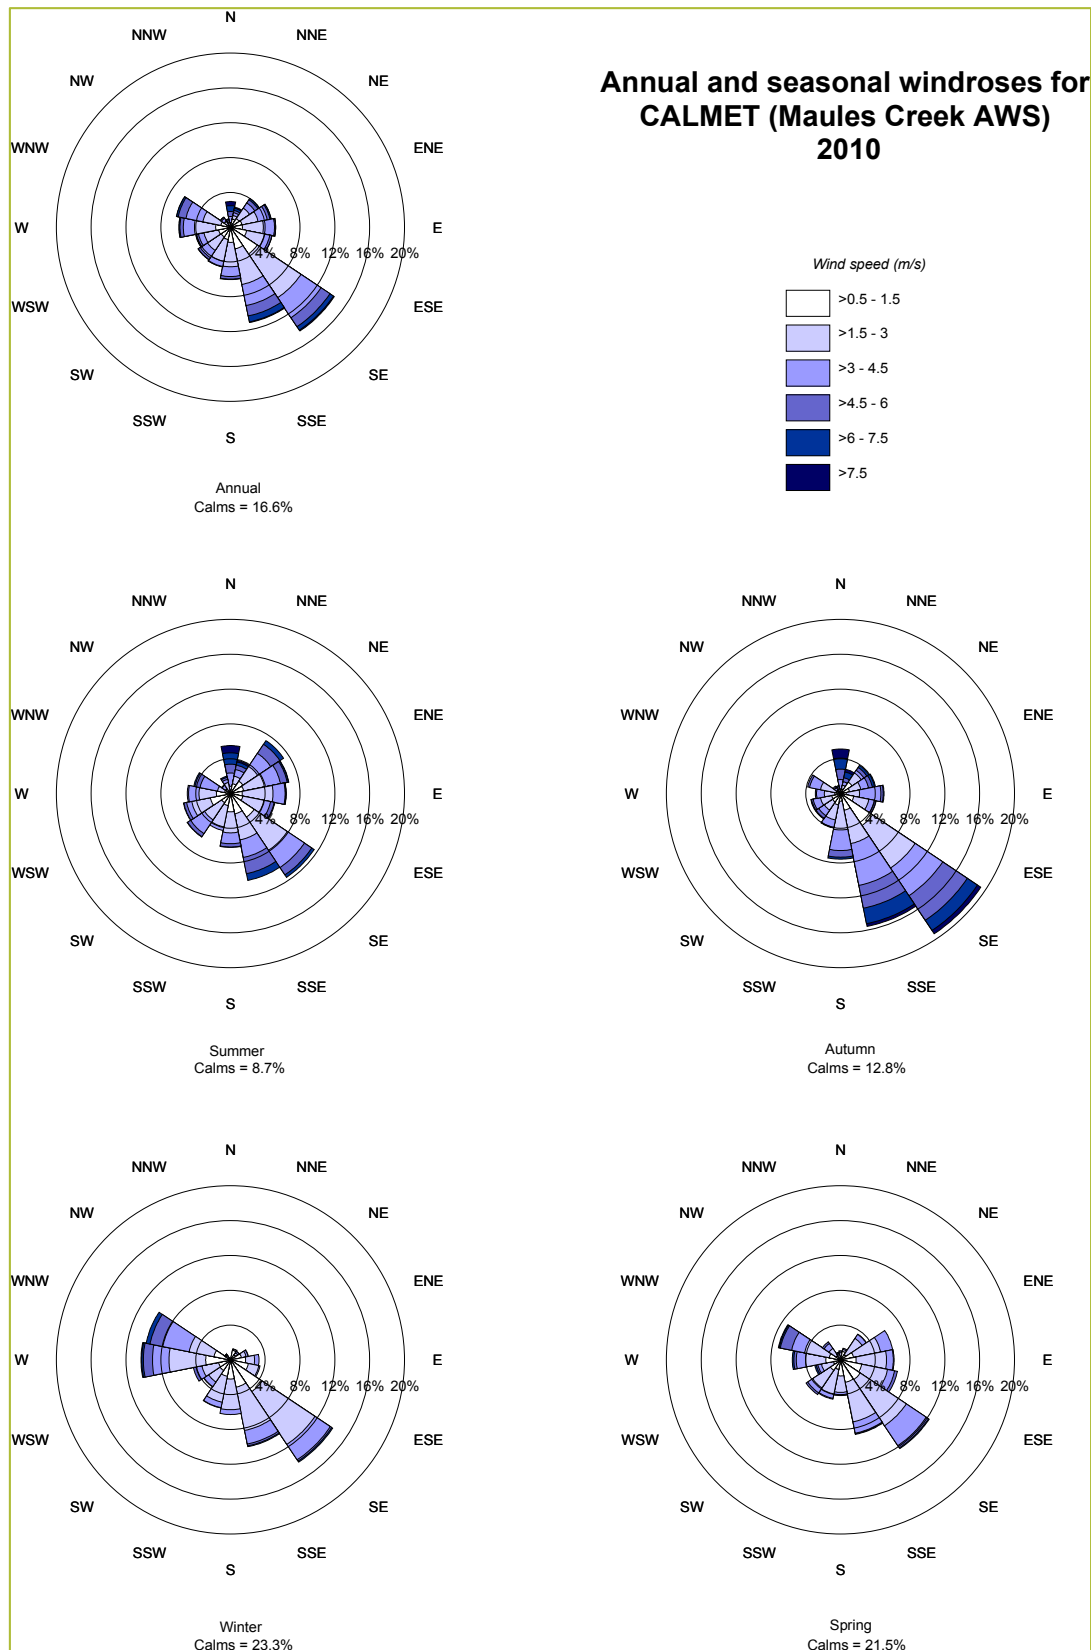 Annual and seasonal windroses for
CALMET (Maules Creek AWS)
2010
Wind speed (m/s)
>0.5 - 1.5
>1.5 - 3
>3 - 4.5
>4.5 - 6
>6 - 7.5
>7.5
N
NNW NNE
NW NE
WNW ENE
W E
4% 8% 12% 16% 20%
WSW ESE
SW SE
SSW SSE
S
Annual
Calms = 16.6%
N
NNW NNE
NW NE
WNW ENE
W E
4% 8% 12% 16% 20%
WSW ESE
SW SE
SSW SSE
S
Summer
Calms = 8.7%
N
NNW NNE
NW NE
WNW ENE
W E
4% 8% 12% 16% 20%
WSW ESE
SW SE
SSW SSE
S
Autumn
Calms = 12.8%
N
NNW NNE
NW NE
WNW ENE
W E
4% 8% 12% 16% 20%
WSW ESE
SW SE
SSW SSE
S
Winter
Calms = 23.3%
N
NNW NNE
NW NE
WNW ENE
W E
4% 8% 12% 16% 20%
WSW ESE
SW SE
SSW SSE
S
Spring
Calms = 21.5%